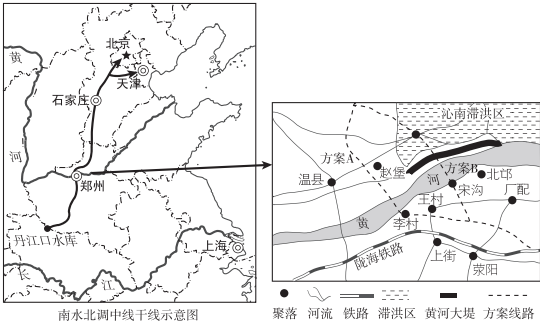 北京
天津
石家庄
黄
河
郑州
丹江口水库
上海
长
江
南水北调中线干线示意图
沁南滞洪区
方案A
赵堡
方案B
温县
河
北邙
宋沟
厂配
王村
黄
李村
陇海铁路
上街
荥阳
聚落 河流 铁路 滞洪区 黄河大堤 方案线路